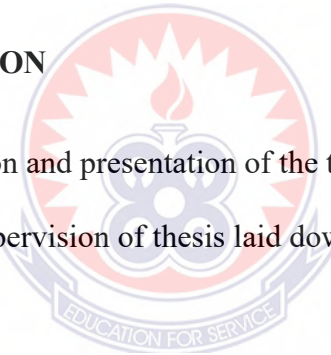 ON
on and presentation of the t
pervision of thesis laid dov
EDUCATION FOR SERVICE